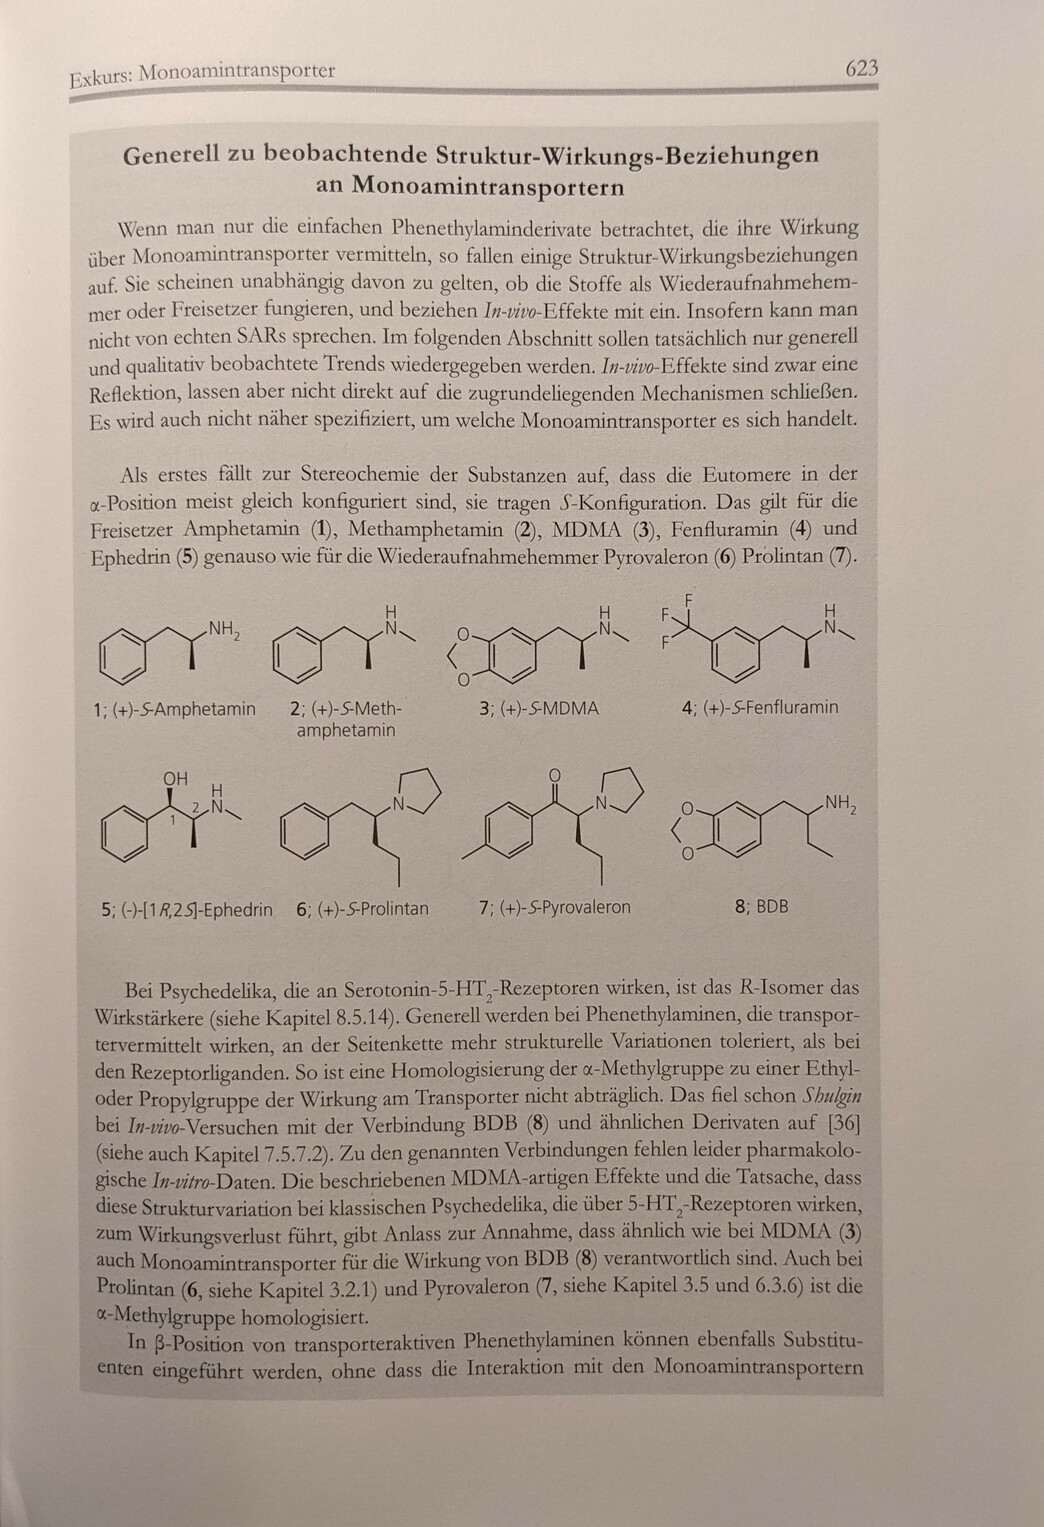 Exkurs: Monoamintransporter
623
Generell zu beobachtende Struktur-Wirkungs-Beziehungen
an Monoamintransportern
Wenn man nur die einfachen Phenethylaminderivate betrachtet, die ihre Wirkung
über Monoamintransporter vermitteln, so fallen einige Struktur-Wirkungsbeziehungen
auf. Sie scheinen unabhängig davon zu gelten, ob die Stoffe als Wiederaufnahmehem-
mer oder Freisetzer fungieren, und beziehen In-vivo-Effekte mit ein. Insofern kann man
nicht von echten SARs sprechen. Im folgenden Abschnitt sollen tatsächlich nur generell
und qualitativ beobachtete Trends wiedergegeben werden. In-vivo-Effekte sind zwar eine
Reflektion, lassen aber nicht direkt auf die zugrundeliegenden Mechanismen schließen.
Es wird auch nicht näher spezifiziert, um welche Monoamintransporter es sich handelt.
Als erstes fällt zur Stereochemie der Substanzen auf, dass die Eutomere in der
α-Position meist gleich konfiguriert sind, sie tragen S-Konfiguration. Das gilt für die
Freisetzer Amphetamin (1), Methamphetamin (2), MDMA (3), Fenfluramin (4) und
Ephedrin (5) genauso wie für die Wiederaufnahmehemmer Pyrovaleron (6) Prolintan (7).
NH2
H
N
O
O
H
N
F
F
F
H
N
1; (+)-S-Amphetamin
2; (+)-S-Meth-
amphetamin
3; (+)-S-MDMA
4; (+)-S-Fenfluramin
OH
H
N
1
2
N
O
N
O
O
NH2
5; (-)-[1R,2S]-Ephedrin
6; (+)-S-Prolintan
7; (+)-S-Pyrovaleron
8; BDB
Bei Psychedelika, die an Serotonin-5-HT2-Rezeptoren wirken, ist das R-Isomer das
Wirkstärkere (siehe Kapitel 8.5.14). Generell werden bei Phenethylaminen, die transpor-
tervermittelt wirken, an der Seitenkette mehr strukturelle Variationen toleriert, als bei
den Rezeptorliganden. So ist eine Homologisierung der α-Methylgruppe zu einer Ethyl-
oder Propylgruppe der Wirkung am Transporter nicht abträglich. Das fiel schon Shulgin
bei In-vivo-Versuchen mit der Verbindung BDB (8) und ähnlichen Derivaten auf [36]
(siehe auch Kapitel 7.5.7.2). Zu den genannten Verbindungen fehlen leider pharmakolo-
gische In-vitro-Daten. Die beschriebenen MDMA-artigen Effekte und die Tatsache, dass
diese Strukturvariation bei klassischen Psychedelika, die über 5-HT2-Rezeptoren wirken,
zum Wirkungsverlust führt, gibt Anlass zur Annahme, dass ähnlich wie bei MDMA (3)
auch Monoamintransporter für die Wirkung von BDB (8) verantwortlich sind. Auch bei
Prolintan (6, siehe Kapitel 3.2.1) und Pyrovaleron (7, siehe Kapitel 3.5 und 6.3.6) ist die
α-Methylgruppe homologisiert.
In β-Position von transporteraktiven Phenethylaminen können ebenfalls Substitu-
enten eingeführt werden, ohne dass die Interaktion mit den Monoamintransportern